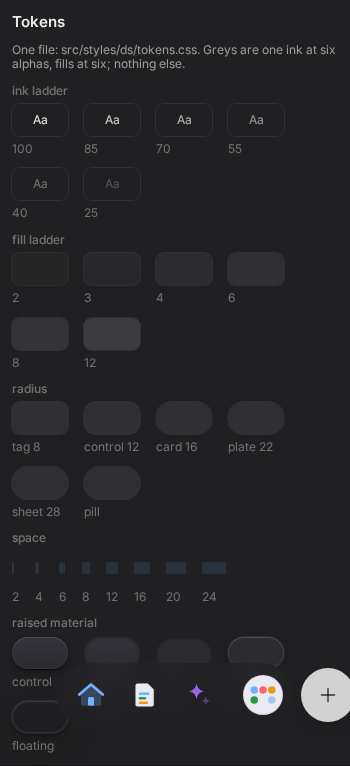 Tokens
One file: src/styles/ds/tokens.css. Greys are one ink at six
alphas, fills at six; nothing else.
ink ladder
Aa Aa Aa Aa
100 85 70 55
Aa Aa
40 25
fill ladder
2 3 4 6
8 12
radius
tag 8 control 12 card 16 plate 22
sheet 28 pill
space
2 4 6 8 12 16 20 24
raised material
control
floating